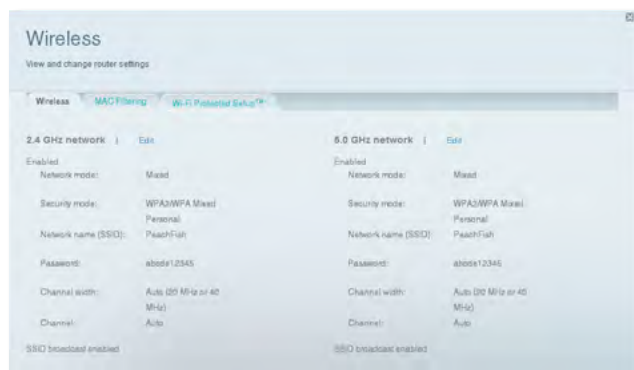 Wireless
View and change router settings
Wireless MAC Filtering Wi-Fi Protected Setup™
2.4 GHz network | Edit
Enabled
Network mode: Mixed
Security mode: WPA2/WPA Mixed
Personal
Network name (SSID): PeachFish
Password: abcde12345
Channel width: Auto (20 MHz or 40
MHz)
Channel: Auto
SSID broadcast enabled
5.0 GHz network | Edit
Enabled
Network mode: Mixed
Security mode: WPA2/WPA Mixed
Personal
Network name (SSID): PeachFish
Password: abcde12345
Channel width: Auto (20 MHz or 40
MHz)
Channel: Auto
SSID broadcast enabled